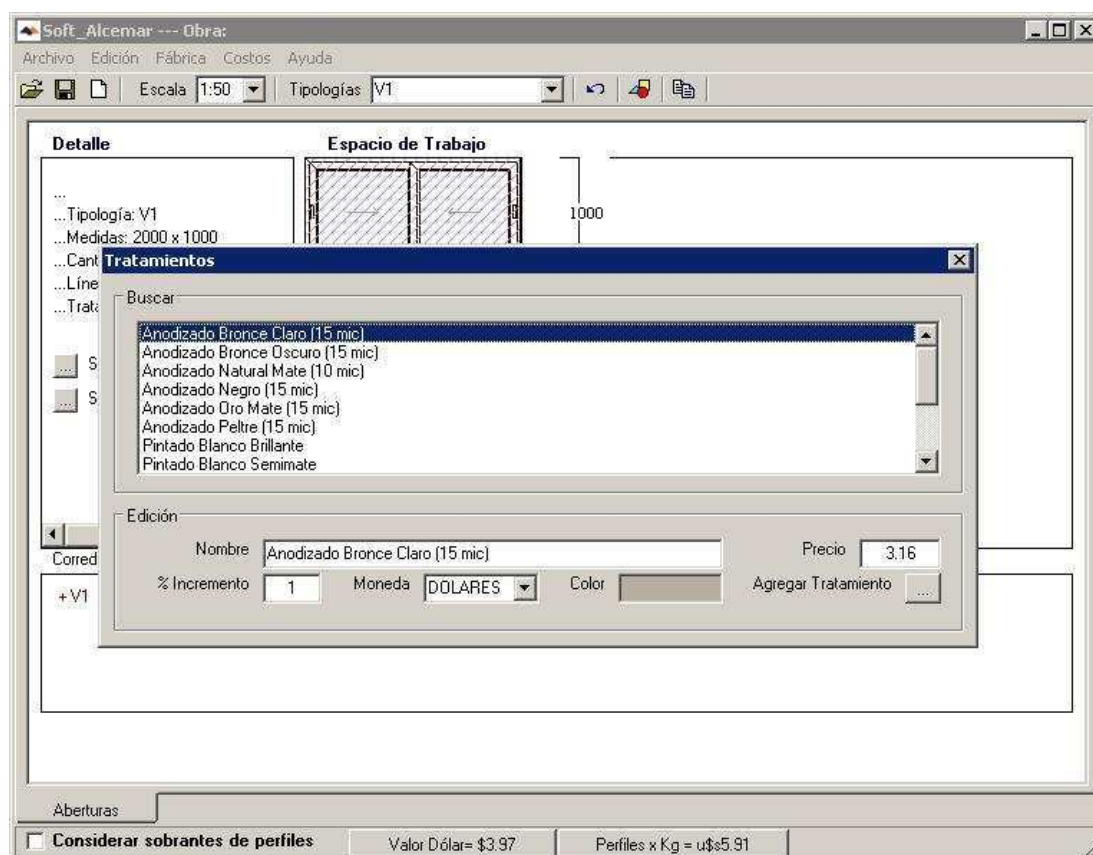 Soft_Alcemar --- Obra:
Archivo Edición Fábrica Costos Ayuda
Escala 1:50 Tipologías V1
Detalle Espacio de Trabajo
...
...Tipología: V1
1000
...Medidas: 2000 x 1000
...Cant
...Líne
...Trata
Tratamientos
Buscar
Anodizado Bronce Claro (15 mic)
Anodizado Bronce Oscuro (15 mic)
Anodizado Natural Mate (10 mic)
Anodizado Negro (15 mic)
Anodizado Oro Mate (15 mic)
Anodizado Peltre (15 mic)
Pintado Blanco Brillante
Pintado Blanco Semimate
... S
... S
Edición
Nombre Anodizado Bronce Claro (15 mic) Precio 3.16
% Incremento 1 Moneda DOLARES Color Agregar Tratamiento ...
Corred
+V1
Aberturas
Considerar sobrantes de perfiles Valor Dólar= $3.97 Perfiles x Kg = u$s5.91